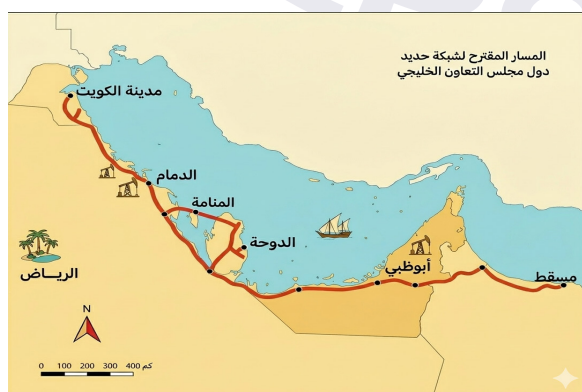 المسار المقترح لشبكة حديد
دول مجلس التعاون الخليجي
مدينة الكويت
الدمام
المنامة
الدوحة
الريـــاض
أبوظبي
مسقط
N
0 100 200 300 400 كم